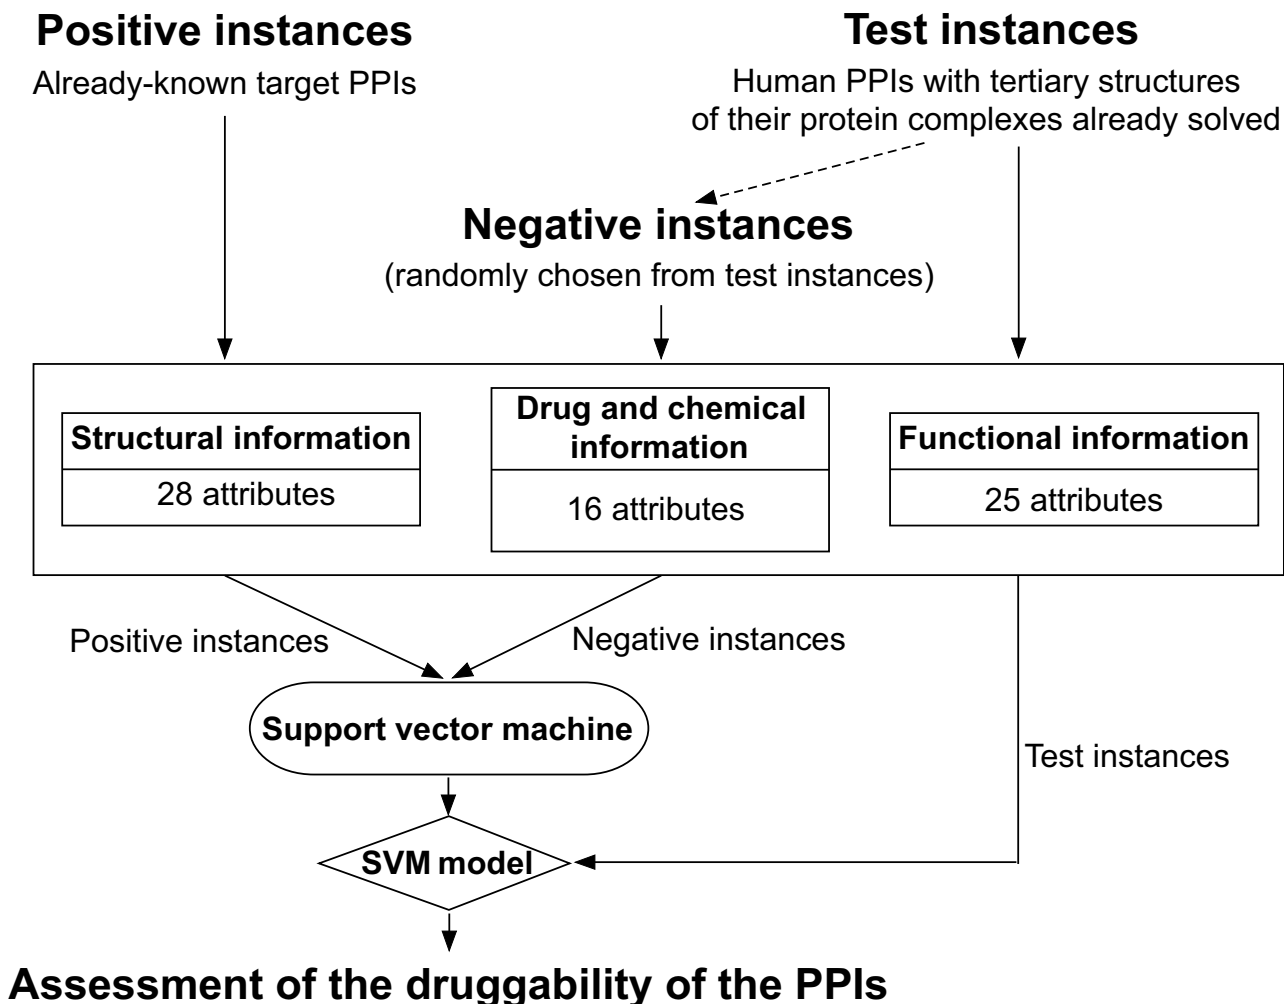 Positive instances
Already-known target PPIs
Test instances
Human PPIs with tertiary structures
of their protein complexes already solved
Negative instances
(randomly chosen from test instances)
Structural information
28 attributes
Drug and chemical
information
16 attributes
Functional information
25 attributes
Positive instances
Negative instances
Support vector machine
Test instances
SVM model
Assessment of the druggability of the PPIs